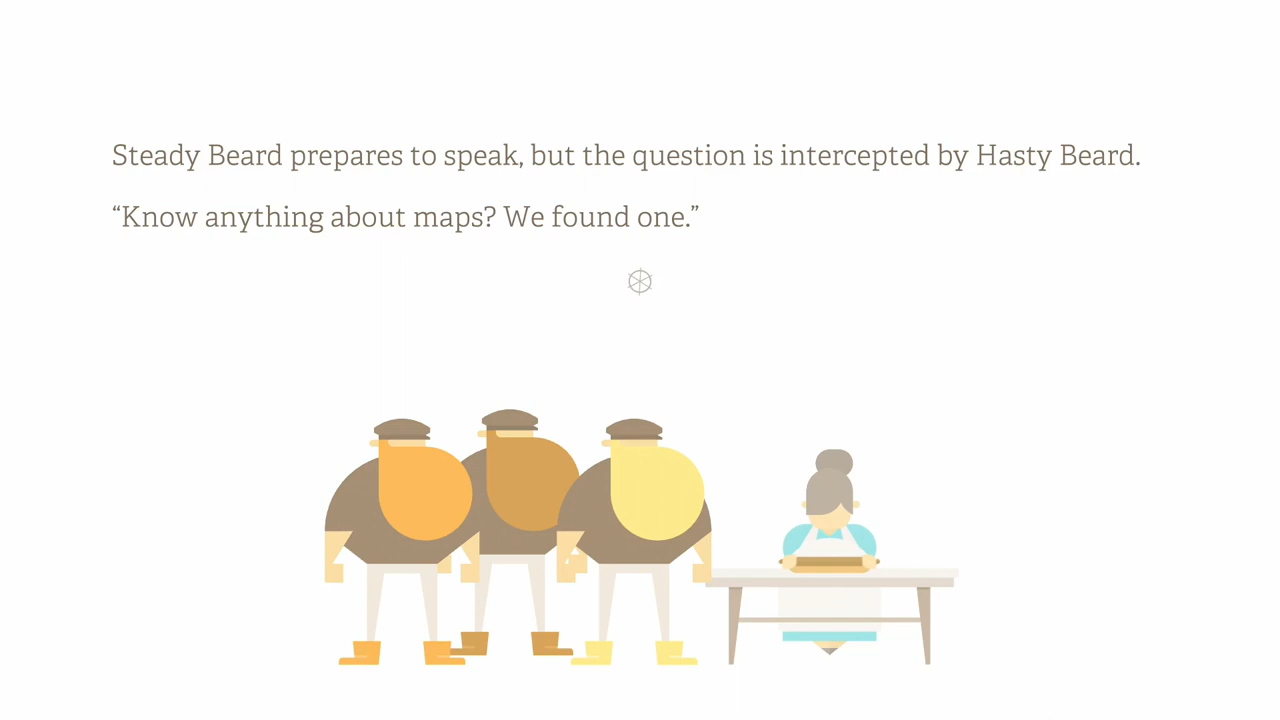 Steady Beard prepares to speak, but the question is intercepted by Hasty Beard.
“Know anything about maps? We found one.”